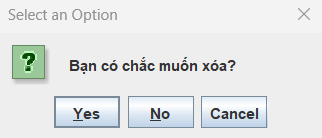 Select an Option
Bạn có chắc muốn xóa?
Yes No Cancel